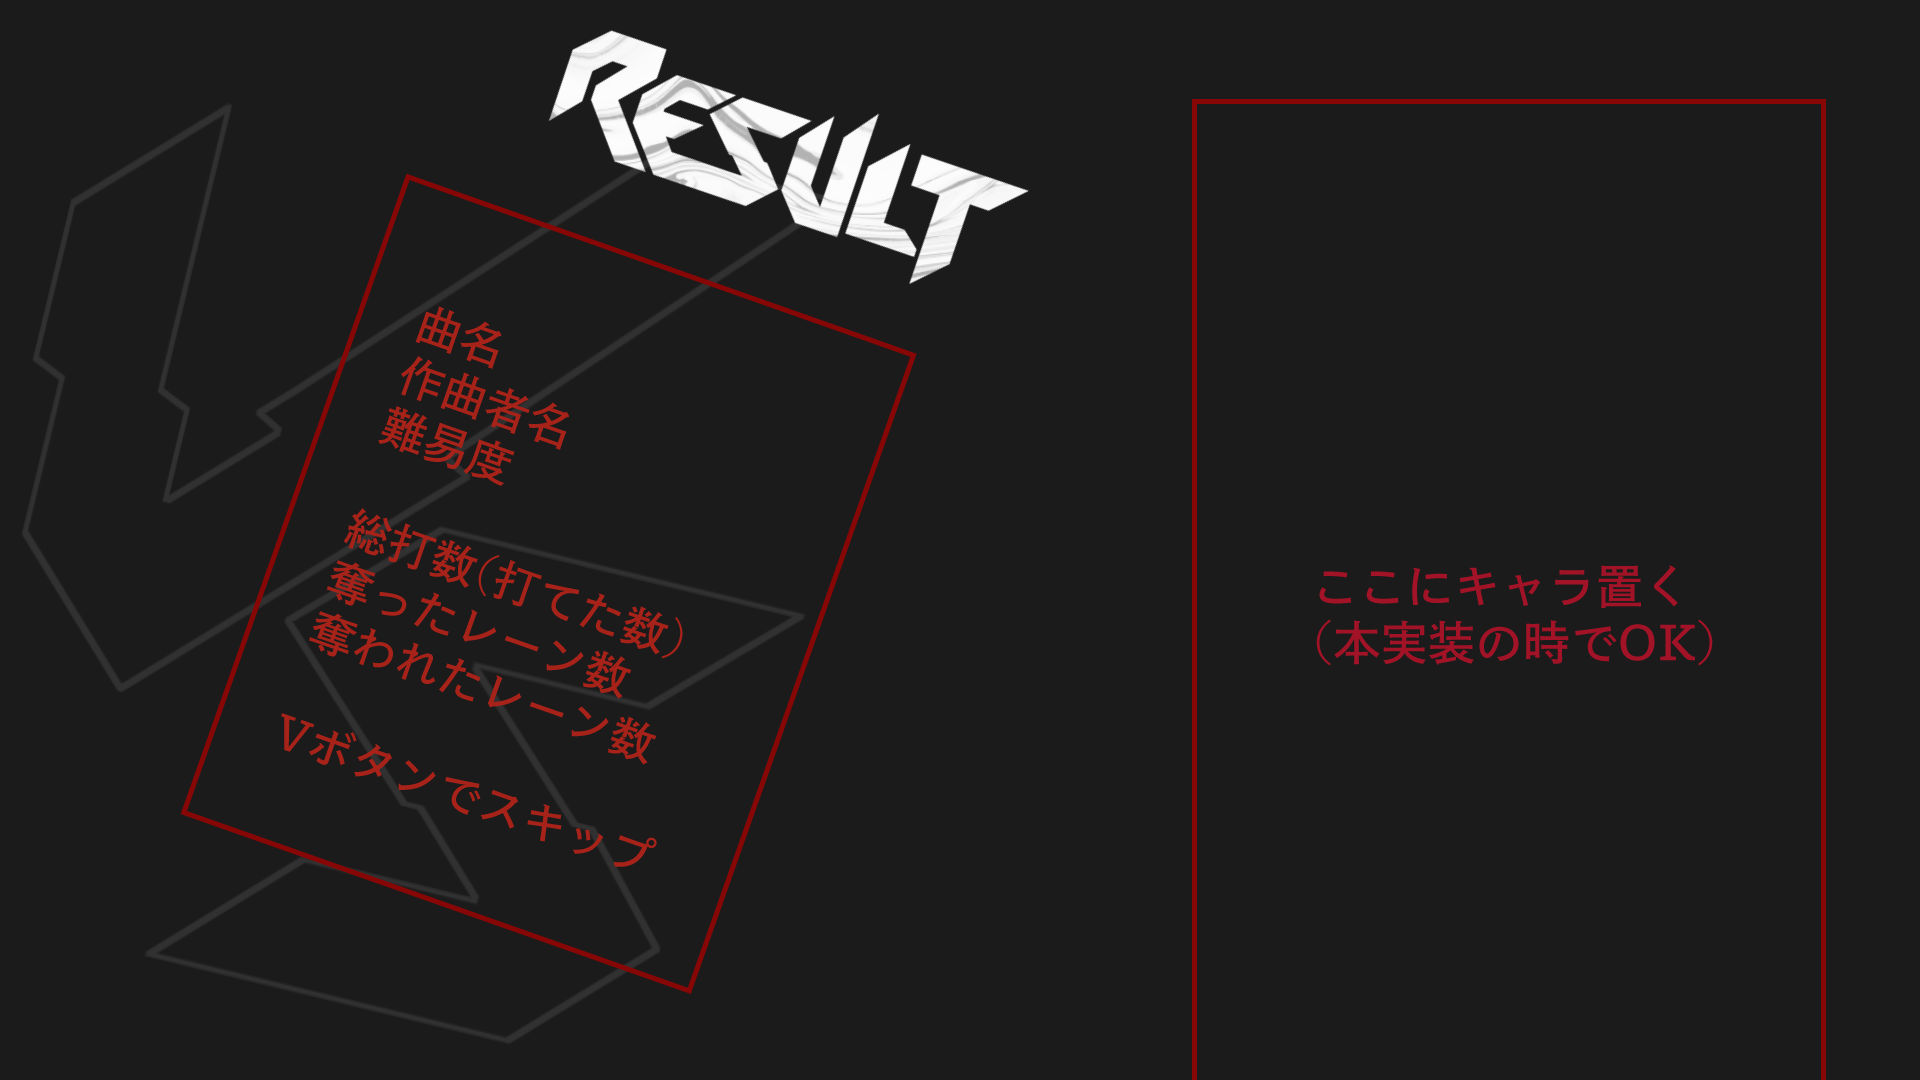 RESULT
曲名
作曲者名
難易度
総打数(打てた数)
奪ったレーン数
奪われたレーン数
Vボタンでスキップ
ここにキャラ置く
(本実装の時でOK)